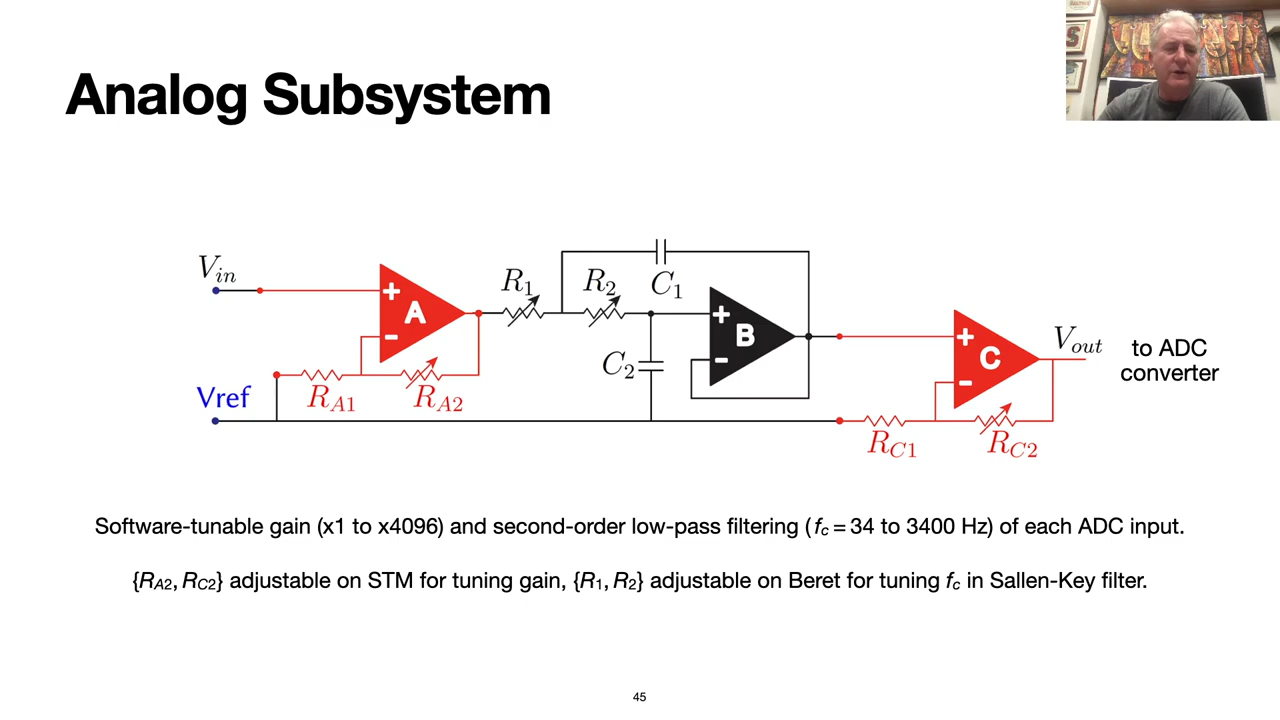 Analog Subsystem
V_in
+
A
-
R_1
R_2
C_1
+
B
-
C_2
+
C
-
V_out
to ADC
converter
Vref
R_A1
R_A2
R_C1
R_C2
Software-tunable gain (x1 to x4096) and second-order low-pass filtering (f_c = 34 to 3400 Hz) of each ADC input.
{R_A2, R_C2} adjustable on STM for tuning gain, {R_1, R_2} adjustable on Beret for tuning f_c in Sallen-Key filter.
45